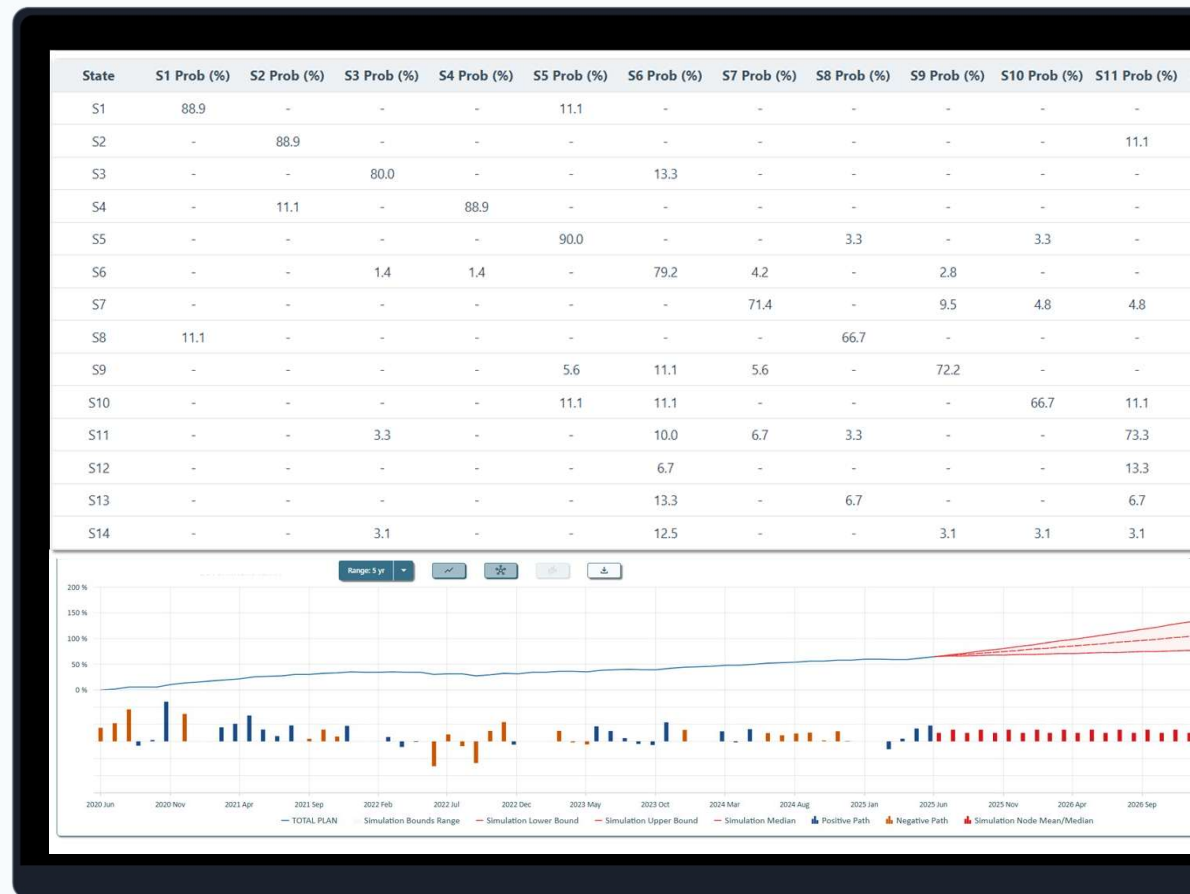 State S1 Prob (%) S2 Prob (%) S3 Prob (%) S4 Prob (%) S5 Prob (%) S6 Prob (%) S7 Prob (%) S8 Prob (%) S9 Prob (%) S10 Prob (%) S11 Prob (%)
S1 88.9 - - - 11.1 - - - - - -
S2 - 88.9 - - - - - - - - 11.1
S3 - - 80.0 - - 13.3 - - - - -
S4 - 11.1 - 88.9 - - - - - - -
S5 - - - - 90.0 - - 3.3 - 3.3 -
S6 - - 1.4 1.4 - 79.2 4.2 - 2.8 - -
S7 - - - - - - 71.4 - 9.5 4.8 4.8
S8 11.1 - - - - - - 66.7 - - -
S9 - - - - 5.6 11.1 5.6 - 72.2 - -
S10 - - - - 11.1 11.1 - - - 66.7 11.1
S11 - - 3.3 - - 10.0 6.7 3.3 - - 73.3
S12 - - - - - 6.7 - - - - 13.3
S13 - - - - - 13.3 - 6.7 - - 6.7
S14 - - 3.1 - - 12.5 - - 3.1 3.1 3.1
Range: 5 yr
200 %
150 %
100 %
50 %
0 %
2020 Jun 2020 Nov 2021 Apr 2021 Sep 2022 Feb 2022 Jul 2022 Dec 2023 May 2023 Oct 2024 Mar 2024 Aug 2025 Jan 2025 Jun 2025 Nov 2026 Apr 2026 Sep
TOTAL PLAN Simulation Bounds Range Simulation Lower Bound Simulation Upper Bound Simulation Median Positive Path Negative Path Simulation Node Mean/Median